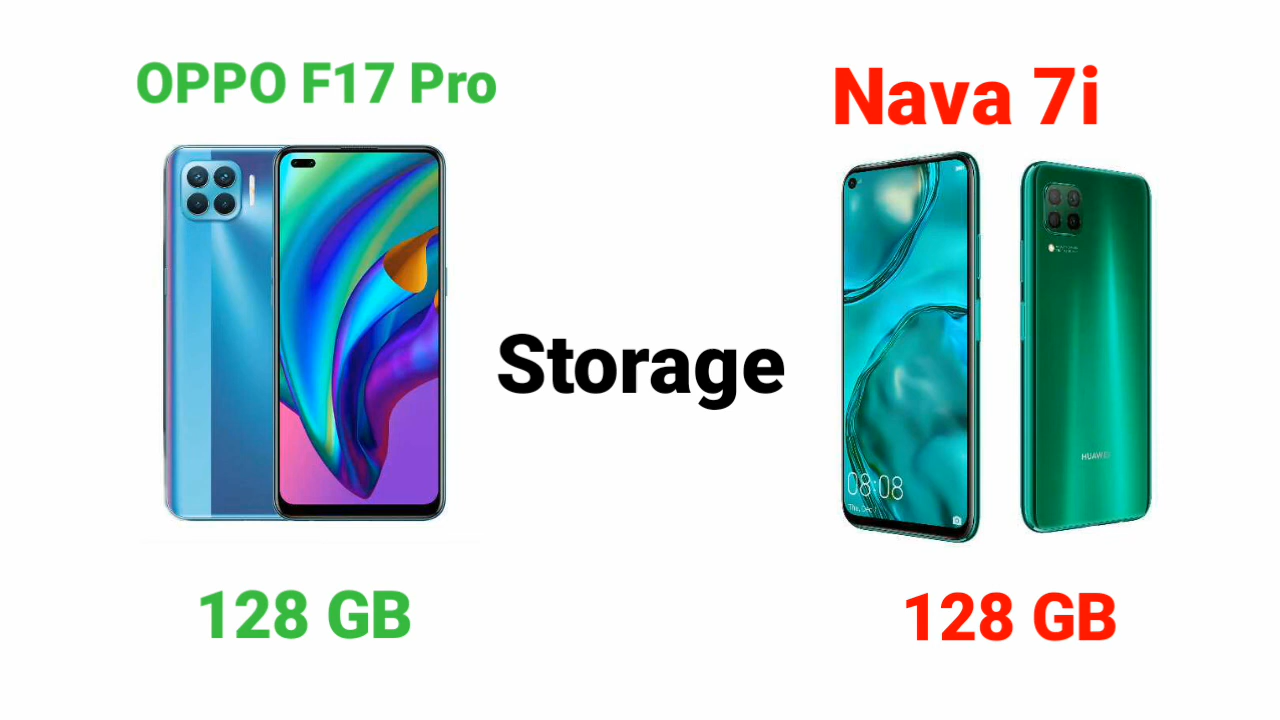 OPPO F17 Pro
Nava 7i
Storage
08:08
HUAWEI
128 GB
128 GB